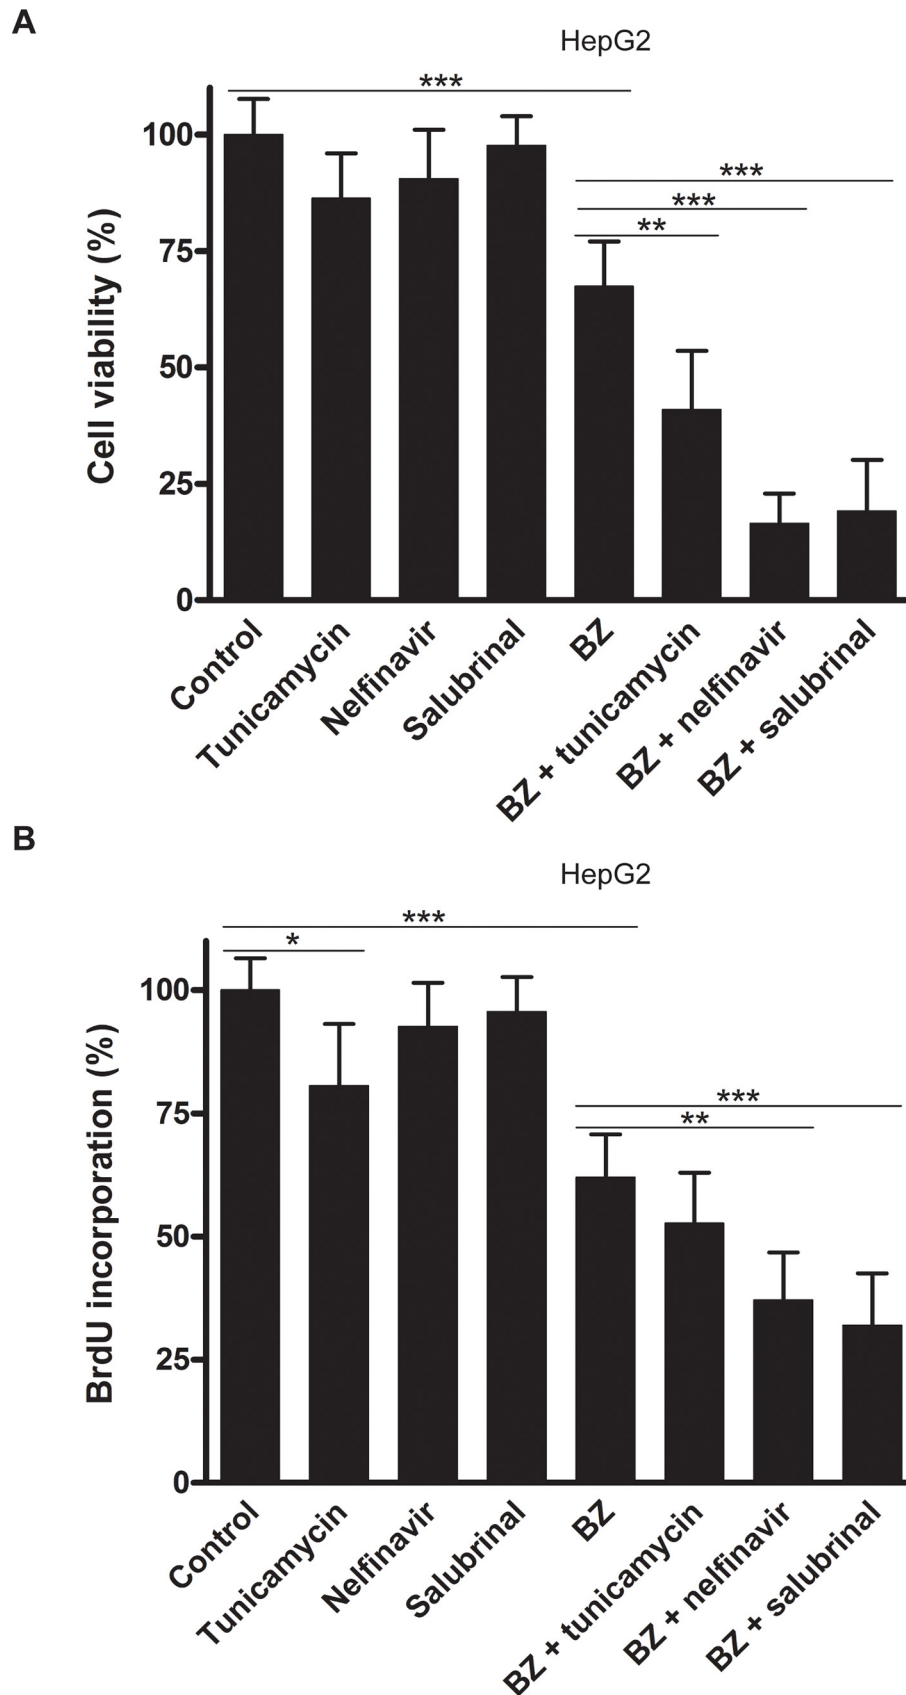 A
HepG2
***
***
***
**
Cell viability (%)
100
75
50
25
0
Control
Tunicamycin
Nelfinavir
Salubrinal
BZ
BZ + tunicamycin
BZ + nelfinavir
BZ + salubrinal
B
HepG2
***
*
***
**
BrdU incorporation (%)
100
75
50
25
0
Control
Tunicamycin
Nelfinavir
Salubrinal
BZ
BZ + tunicamycin
BZ + nelfinavir
BZ + salubrinal